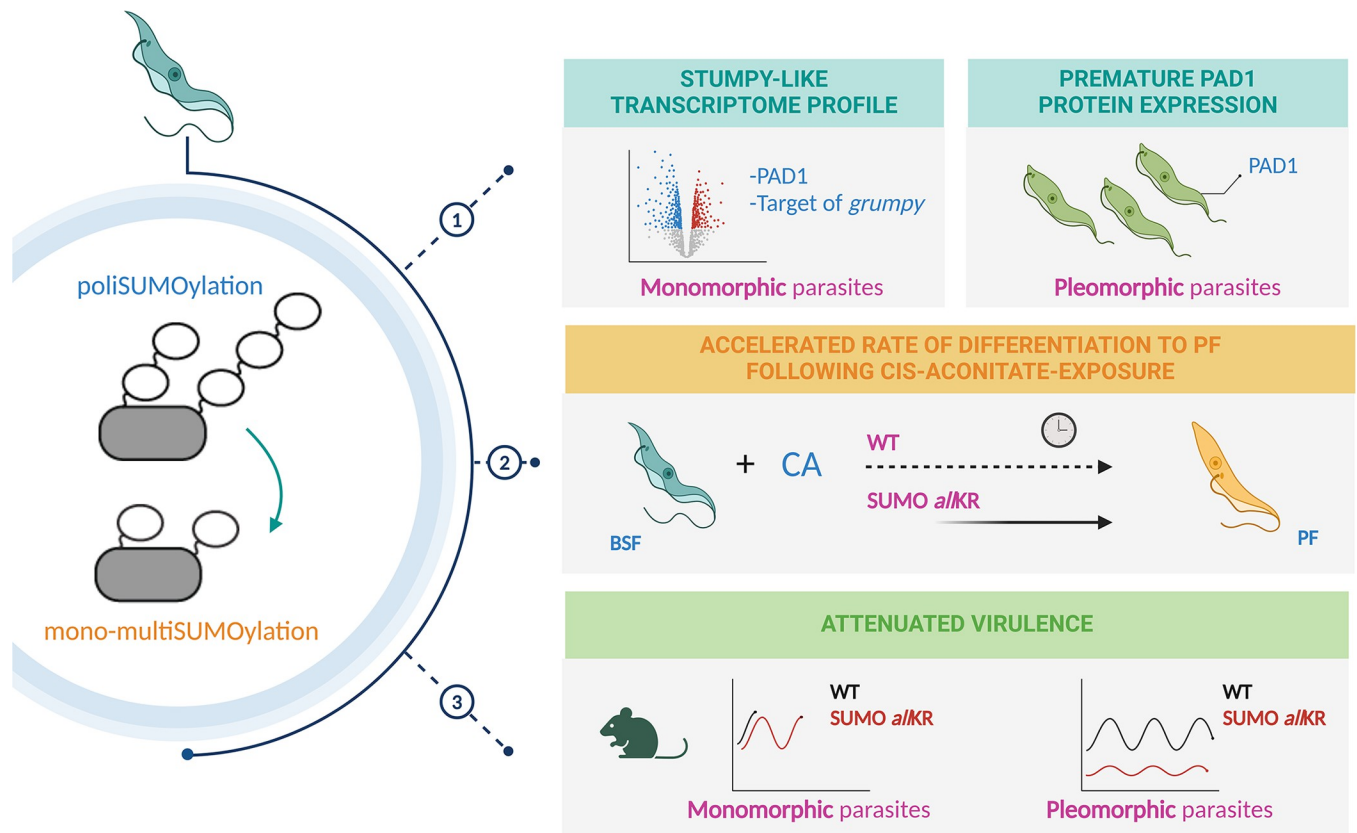 poliSUMOylation
mono-multiSUMOylation
1
2
3
STUMPY-LIKE
TRANSCRIPTOME PROFILE
-PAD1
-Target of grumpy
Monomorphic parasites
PREMATURE PAD1
PROTEIN EXPRESSION
PAD1
Pleomorphic parasites
ACCELERATED RATE OF DIFFERENTIATION TO PF
FOLLOWING CIS-ACONITATE-EXPOSURE
BSF
+
CA
WT
SUMO allKR
PF
ATTENUATED VIRULENCE
WT
SUMO allKR
Monomorphic parasites
WT
SUMO allKR
Pleomorphic parasites